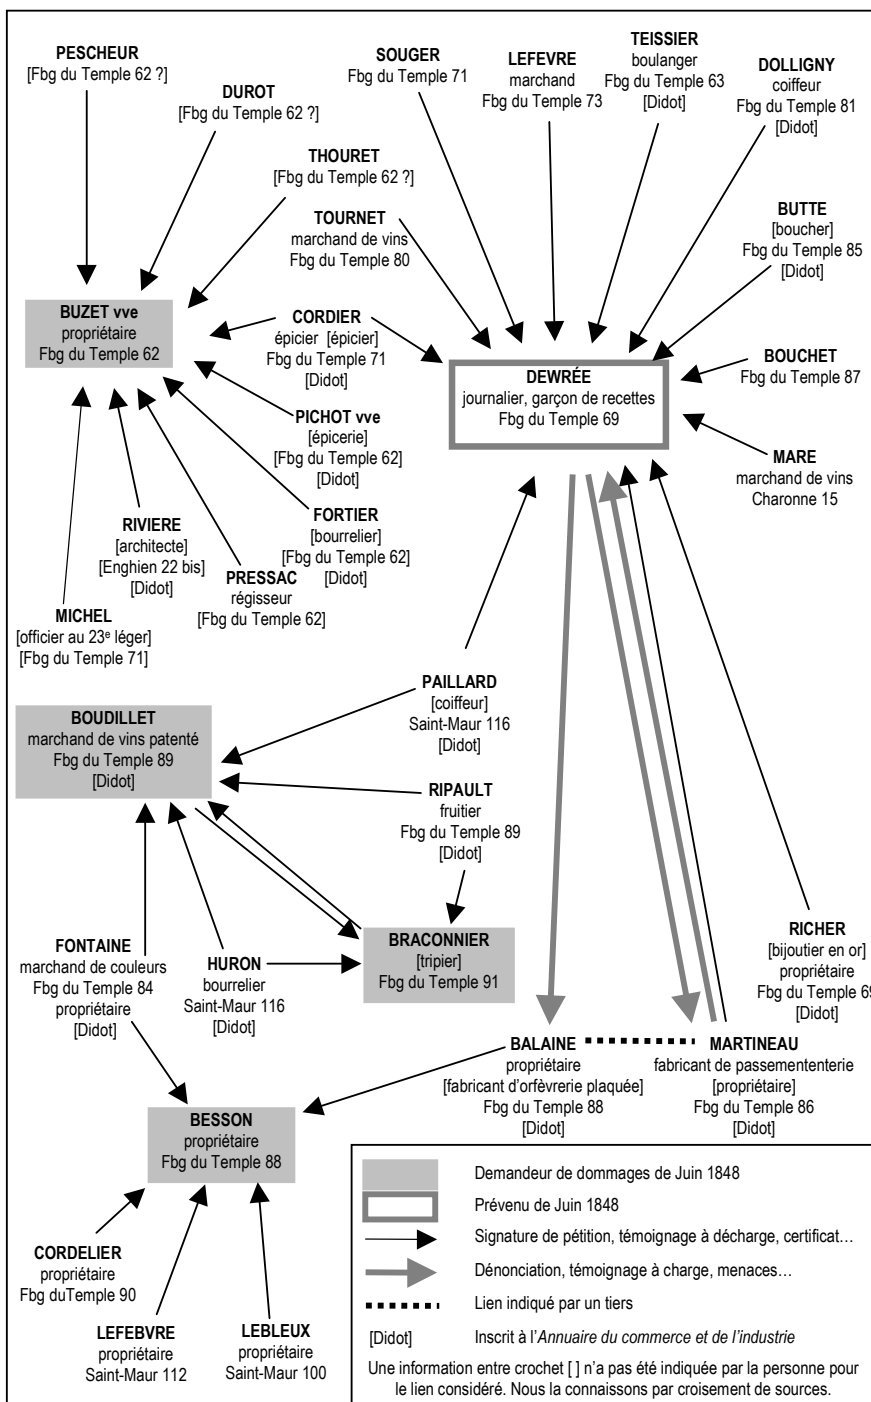 PESCHEUR
[Fbg du Temple 62 ?]
DUROT
[Fbg du Temple 62 ?]
THOURET
[Fbg du Temple 62 ?]
TOURNET
marchand de vins
Fbg du Temple 80
SOUGER
Fbg du Temple 71
LEFEVRE
marchand
Fbg du Temple 73
TEISSIER
boulanger
Fbg du Temple 63
[Didot]
DOLLIGNY
coiffeur
Fbg du Temple 81
[Didot]
BUTTE
[boucher]
Fbg du Temple 85
[Didot]
BUZET vve
propriétaire
Fbg du Temple 62
CORDIER
épicier [épicier]
Fbg du Temple 71
[Didot]
BOUCHET
Fbg du Temple 87
DEWRÉE
journalier, garçon de recettes
Fbg du Temple 69
PICHOT vve
[épicerie]
[Fbg du Temple 62]
[Didot]
MARE
marchand de vins
Charonne 15
FORTIER
[bourrelier]
[Fbg du Temple 62]
[Didot]
RIVIERE
[architecte]
[Enghien 22 bis]
[Didot]
PRESSAC
régisseur
[Fbg du Temple 62]
MICHEL
[officier au 23e léger]
[Fbg du Temple 71]
PAILLARD
[coiffeur]
Saint-Maur 116
[Didot]
BOUDILLET
marchand de vins patenté
Fbg du Temple 89
[Didot]
RIPAULT
fruitier
Fbg du Temple 89
[Didot]
FONTAINE
marchand de couleurs
Fbg du Temple 84
propriétaire
[Didot]
HURON
bourrelier
Saint-Maur 116
[Didot]
BRACONNIER
[tripier]
Fbg du Temple 91
RICHER
[bijoutier en or]
propriétaire
Fbg du Temple 69
[Didot]
BALAINE
propriétaire
[fabricant d'orfèvrerie plaquée]
Fbg du Temple 88
[Didot]
MARTINEAU
fabricant de passemententerie
[propriétaire]
Fbg du Temple 86
[Didot]
BESSON
propriétaire
Fbg du Temple 88
CORDELIER
propriétaire
Fbg duTemple 90
LEFEBVRE
propriétaire
Saint-Maur 112
LEBLEUX
propriétaire
Saint-Maur 100
Demandeur de dommages de Juin 1848
Prévenu de Juin 1848
Signature de pétition, témoignage à décharge, certificat…
Dénonciation, témoignage à charge, menaces…
Lien indiqué par un tiers
[Didot] Inscrit à l'Annuaire du commerce et de l'industrie
Une information entre crochet [ ] n'a pas été indiquée par la personne pour
le lien considéré. Nous la connaissons par croisement de sources.